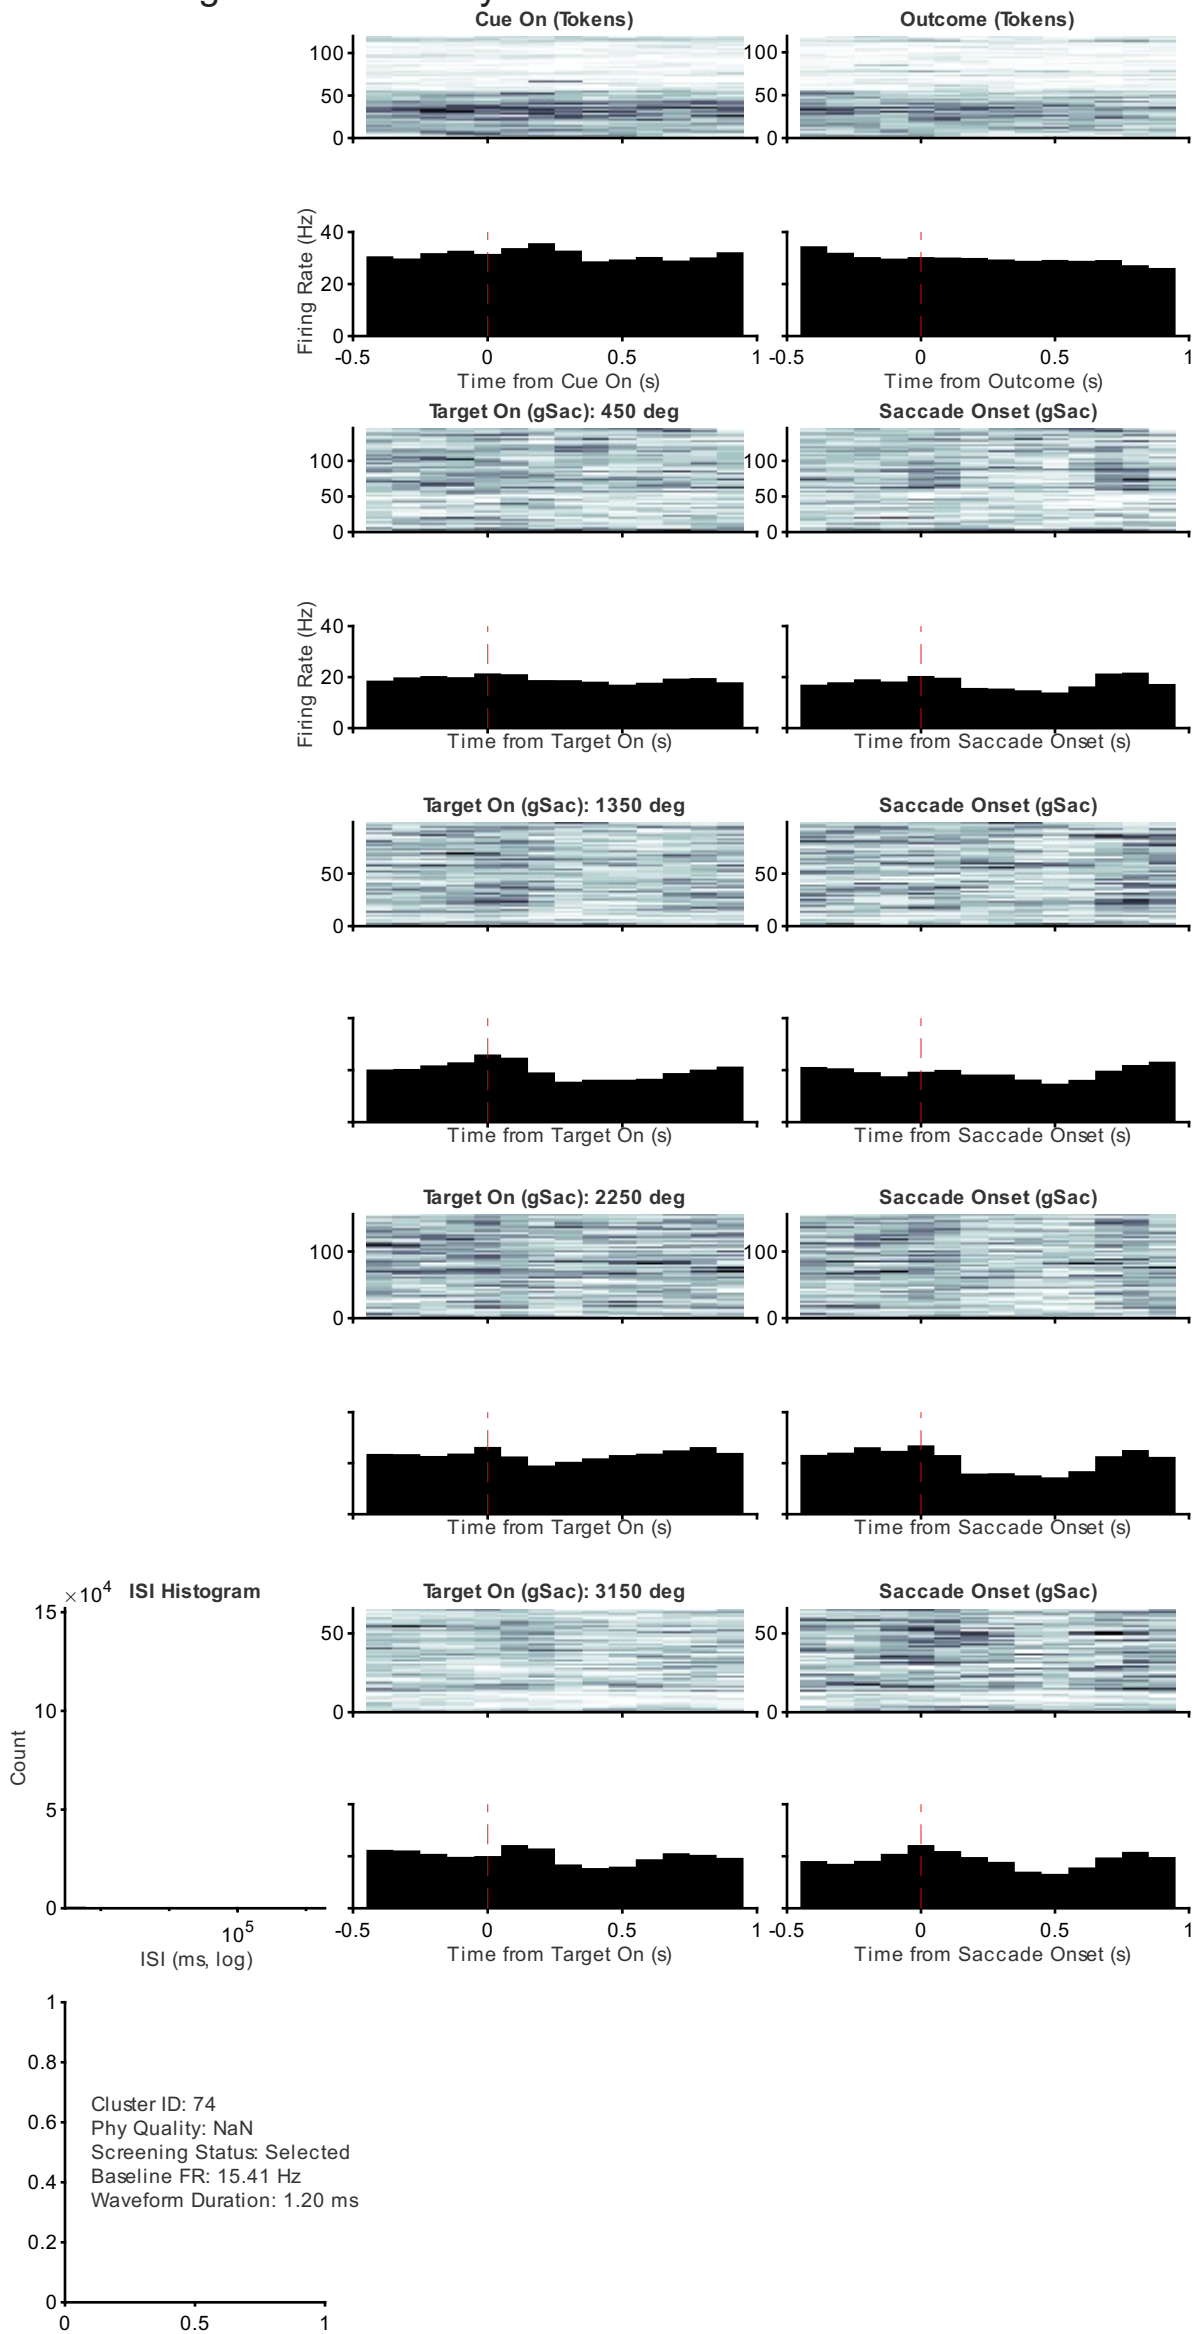 Cue On (Tokens)
Outcome (Tokens)
100
50
0
100
50
0
Firing Rate (Hz)
40
20
0
-0.5
0
0.5
1
-0.5
0
0.5
1
Time from Cue On (s)
Time from Outcome (s)
Target On (gSac): 450 deg
Saccade Onset (gSac)
100
50
0
100
50
0
Firing Rate (Hz)
40
20
0
Time from Target On (s)
Time from Saccade Onset (s)
Target On (gSac): 1350 deg
Saccade Onset (gSac)
50
0
50
0
Time from Target On (s)
Time from Saccade Onset (s)
Target On (gSac): 2250 deg
Saccade Onset (gSac)
100
0
100
0
Time from Target On (s)
Time from Saccade Onset (s)
×10^4
ISI Histogram
Target On (gSac): 3150 deg
Saccade Onset (gSac)
15
10
5
0
Count
10^5
ISI (ms, log)
50
0
50
0
-0.5
0
0.5
1
-0.5
0
0.5
1
Time from Target On (s)
Time from Saccade Onset (s)
1
0.8
0.6
0.4
0.2
0
Cluster ID: 74
Phy Quality: NaN
Screening Status: Selected
Baseline FR: 15.41 Hz
Waveform Duration: 1.20 ms
0
0.5
1